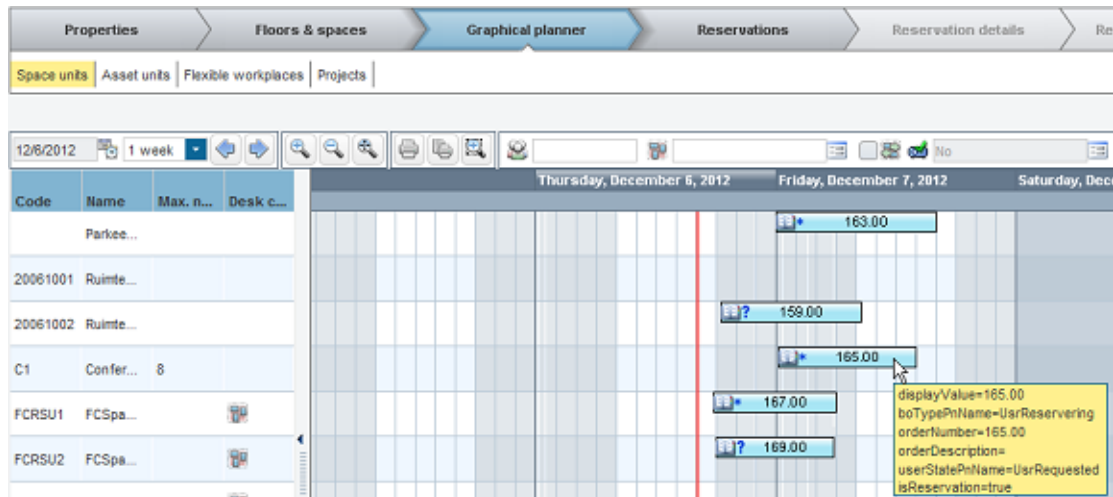 Properties Floors & spaces Graphical planner Reservations Reservation details Re
Space units Asset units Flexible workplaces Projects
12/6/2012 1 week No
Thursday, December 6, 2012 Friday, December 7, 2012 Saturday, Dec
Code Name Max. n... Desk c...
Parkee... * 163.00
20061001 Ruimte...
20061002 Ruimte... ? 159.00
C1 Confer... 8 * 165.00
displayValue=165.00
boTypePnName=UsrReservering
FCRSU1 FCSpa... * 167.00
orderNumber=165.00
orderDescription=
FCRSU2 FCSpa... ? 169.00
userStatePnName=UsrRequested
isReservation=true